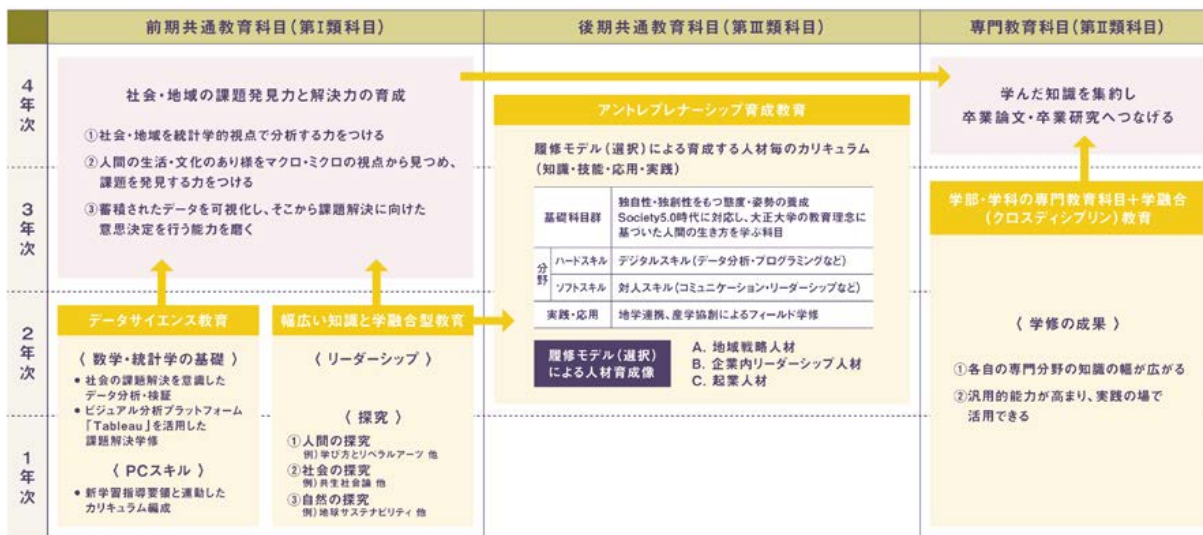 前期共通教育科目(第Ⅰ類科目)
後期共通教育科目(第Ⅲ類科目)
専門教育科目(第Ⅱ類科目)
4年次
3年次
2年次
1年次
社会・地域の課題発見力と解決力の育成
①社会・地域を統計学的視点で分析する力をつける
②人間の生活・文化のあり様をマクロ・ミクロの視点から見つめ、
課題を発見する力をつける
③蓄積されたデータを可視化し、そこから課題解決に向けた
意思決定を行う能力を磨く
データサイエンス教育
〈 数学・統計学の基礎 〉
• 社会の課題解決を意識した
データ分析・検証
• ビジュアル分析プラットフォーム
「Tableau」を活用した
課題解決学修
〈 PCスキル 〉
• 新学習指導要領と連動した
カリキュラム編成
幅広い知識と学融合型教育
〈 リーダーシップ 〉
〈 探究 〉
①人間の探究
例)学び方とリベラルアーツ 他
②社会の探究
例)共生社会論 他
③自然の探究
例)地球サステナビリティ 他
アントレプレナーシップ育成教育
履修モデル(選択)による育成する人材毎のカリキュラム
(知識・技能・応用・実践)
基礎科目群
独自性・独創性をもつ態度・姿勢の養成
Society5.0時代に対応し、大正大学の教育理念に
基づいた人間の生き方を学ぶ科目
分野
ハードスキル
デジタルスキル(データ分析・プログラミングなど)
ソフトスキル
対人スキル(コミュニケーション・リーダーシップなど)
実践・応用
地学連携、産学協創によるフィールド学修
履修モデル(選択)
による人材育成像
A. 地域戦略人材
B. 企業内リーダーシップ人材
C. 起業人材
学んだ知識を集約し
卒業論文・卒業研究へつなげる
学部・学科の専門教育科目+学融合
(クロスディシプリン)教育
〈 学修の成果 〉
①各自の専門分野の知識の幅が広がる
②汎用的能力が高まり、実践の場で
活用できる